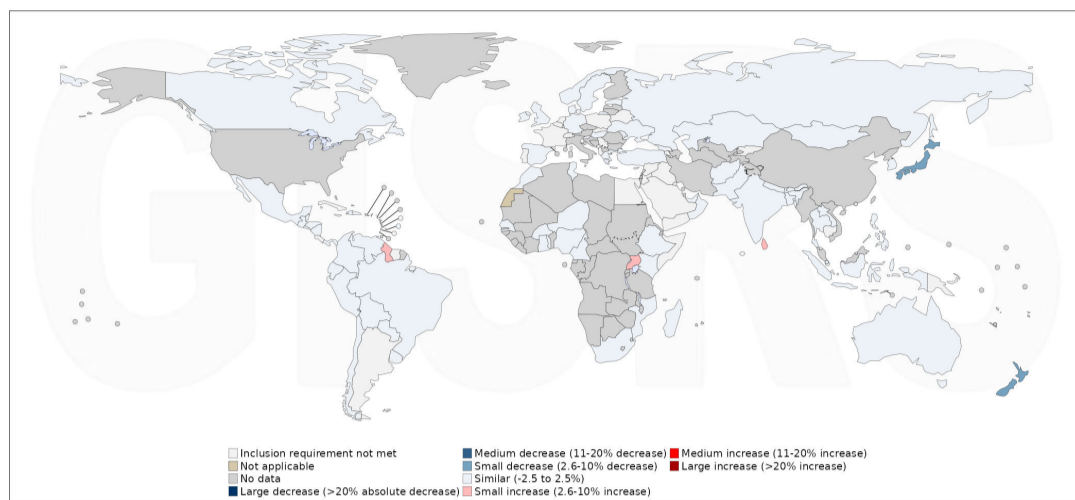 GISRS
Inclusion requirement not met
Not applicable
No data
Large decrease (>20% absolute decrease)
Medium decrease (11-20% decrease)
Small decrease (2.6-10% decrease)
Similar (-2.5 to 2.5%)
Small increase (2.6-10% increase)
Medium increase (11-20% increase)
Large increase (>20% increase)